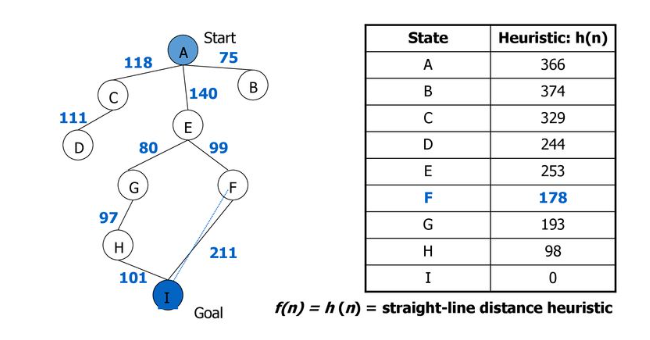 Start
A
118
75
C
B
140
111
E
D
80
99
G
F
97
H
211
101
I
Goal
State Heuristic: h(n)
A 366
B 374
C 329
D 244
E 253
F 178
G 193
H 98
I 0
f(n) = h (n) = straight-line distance heuristic